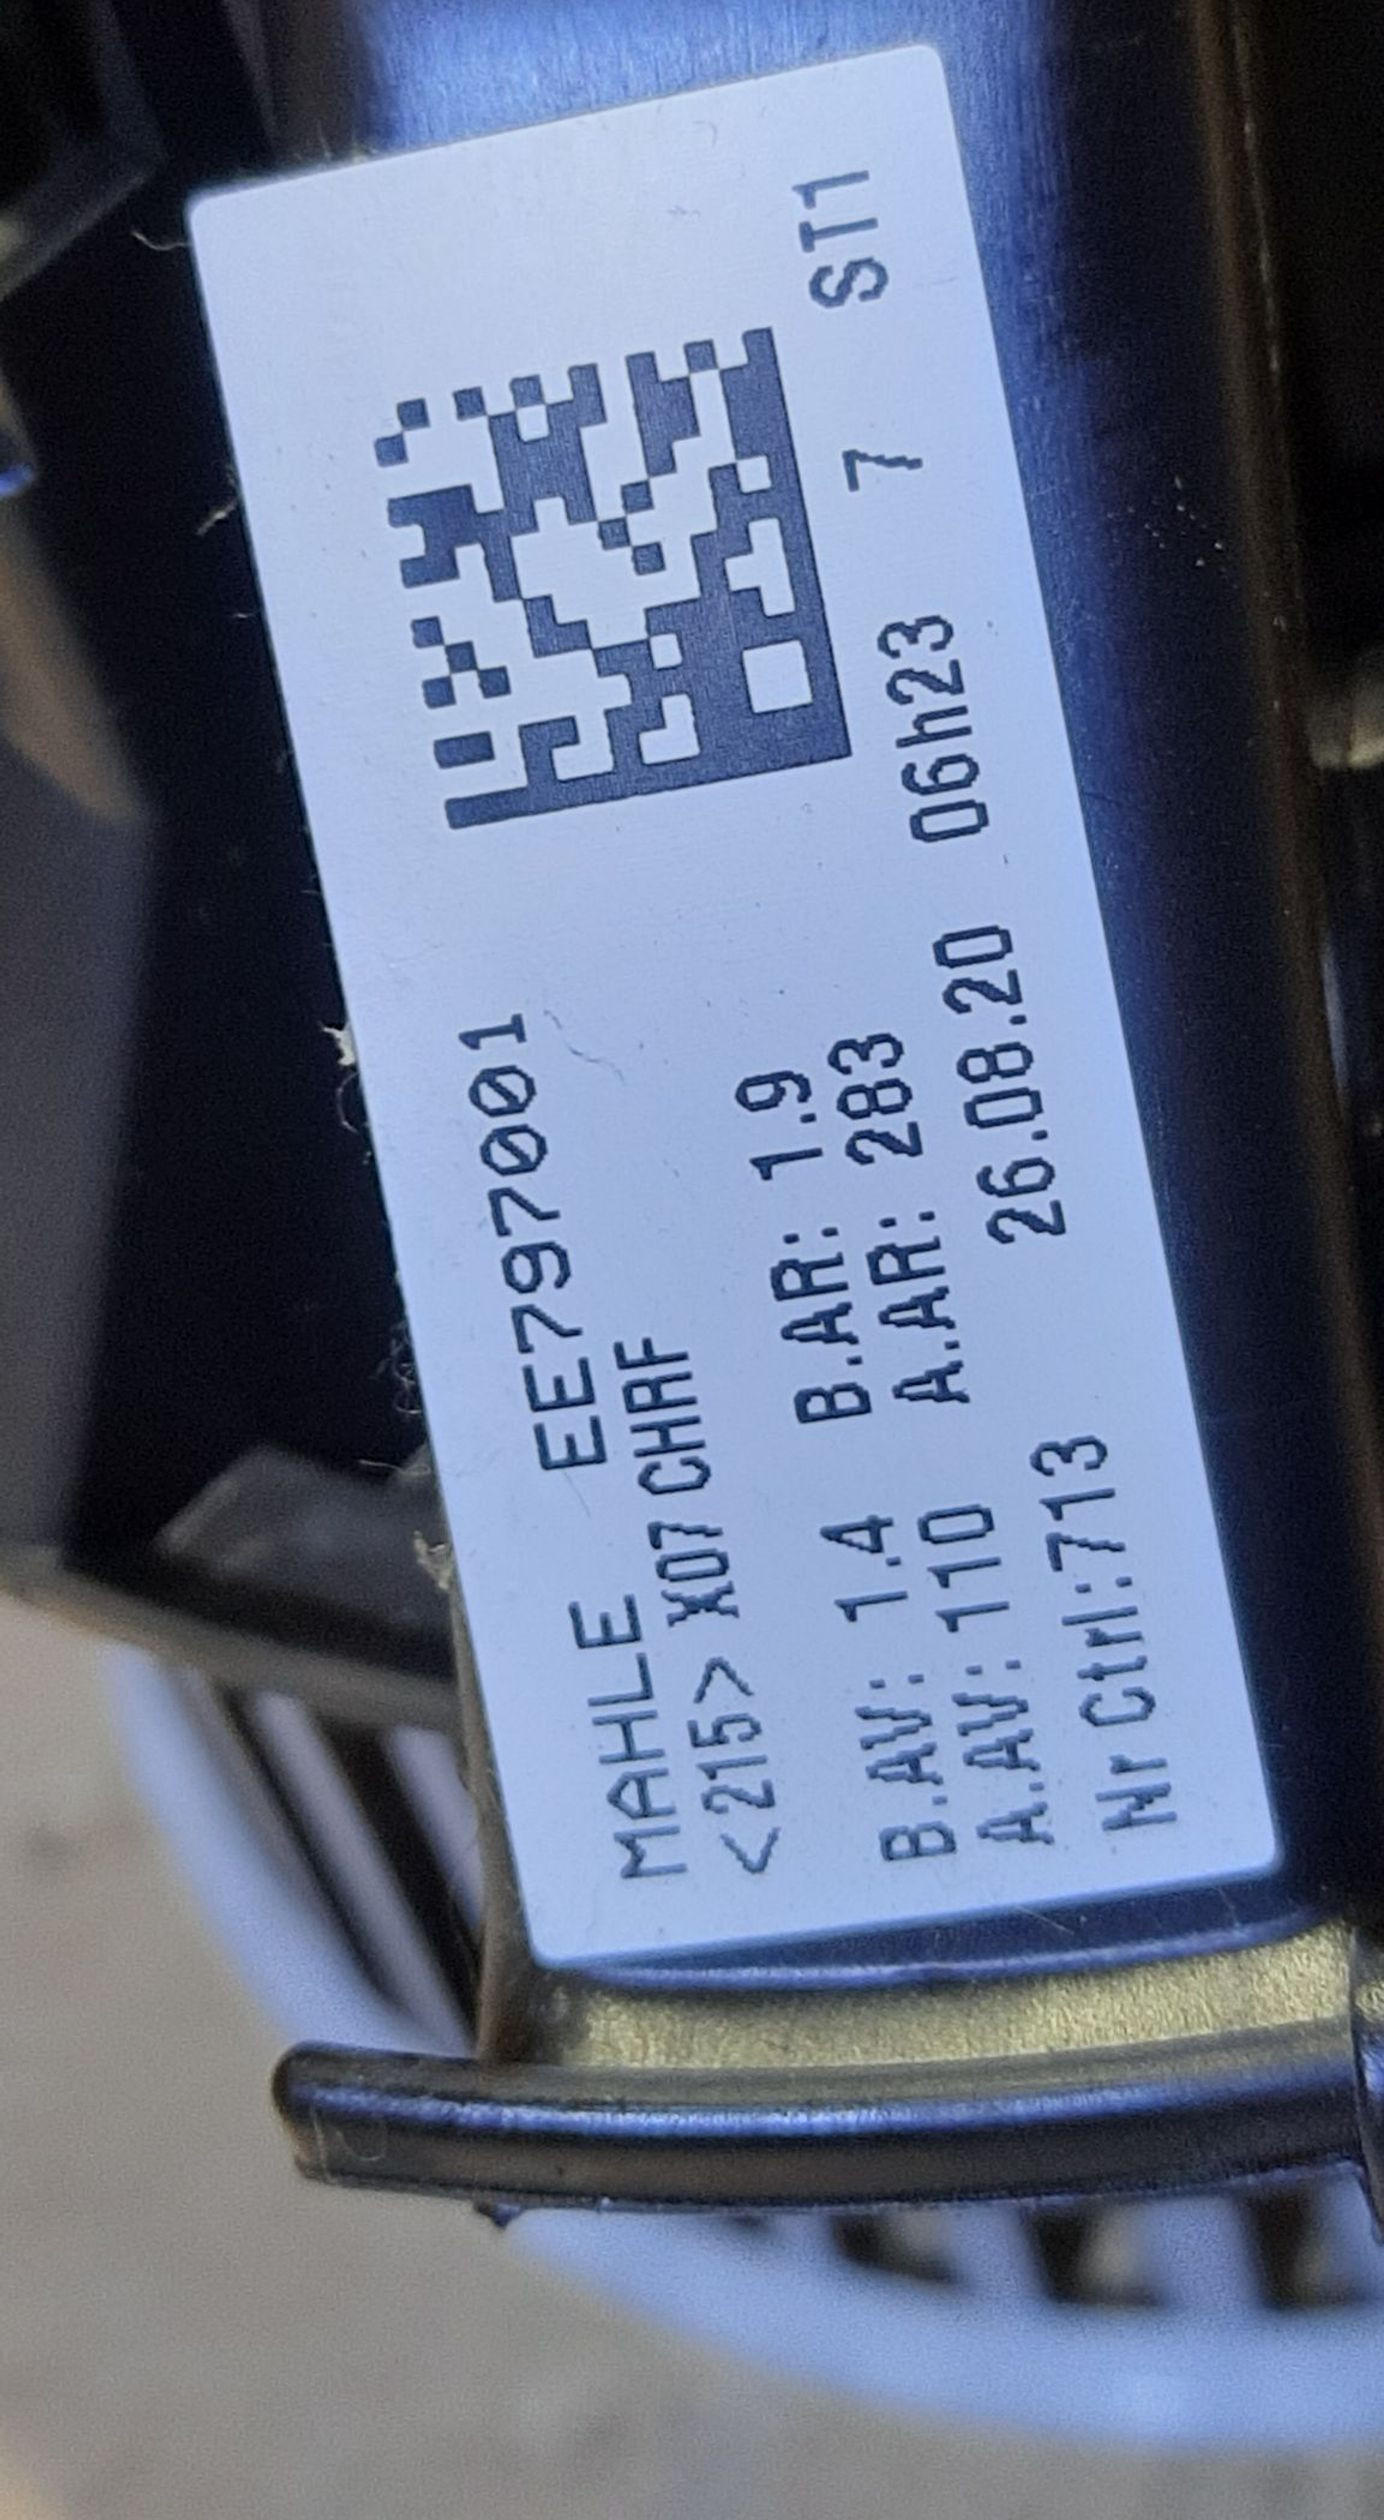 MAHLE EE797001
<215> X07 CHRF
B.AV: 1.4 B.AR: 1.9
A.AV: 110 A.AR: 283
Nr Ctrl:713 26.08.20 06h23 7 ST1